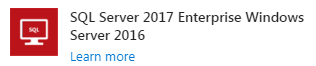 SQL
SQL Server 2017 Enterprise Windows
Server 2016
Learn more